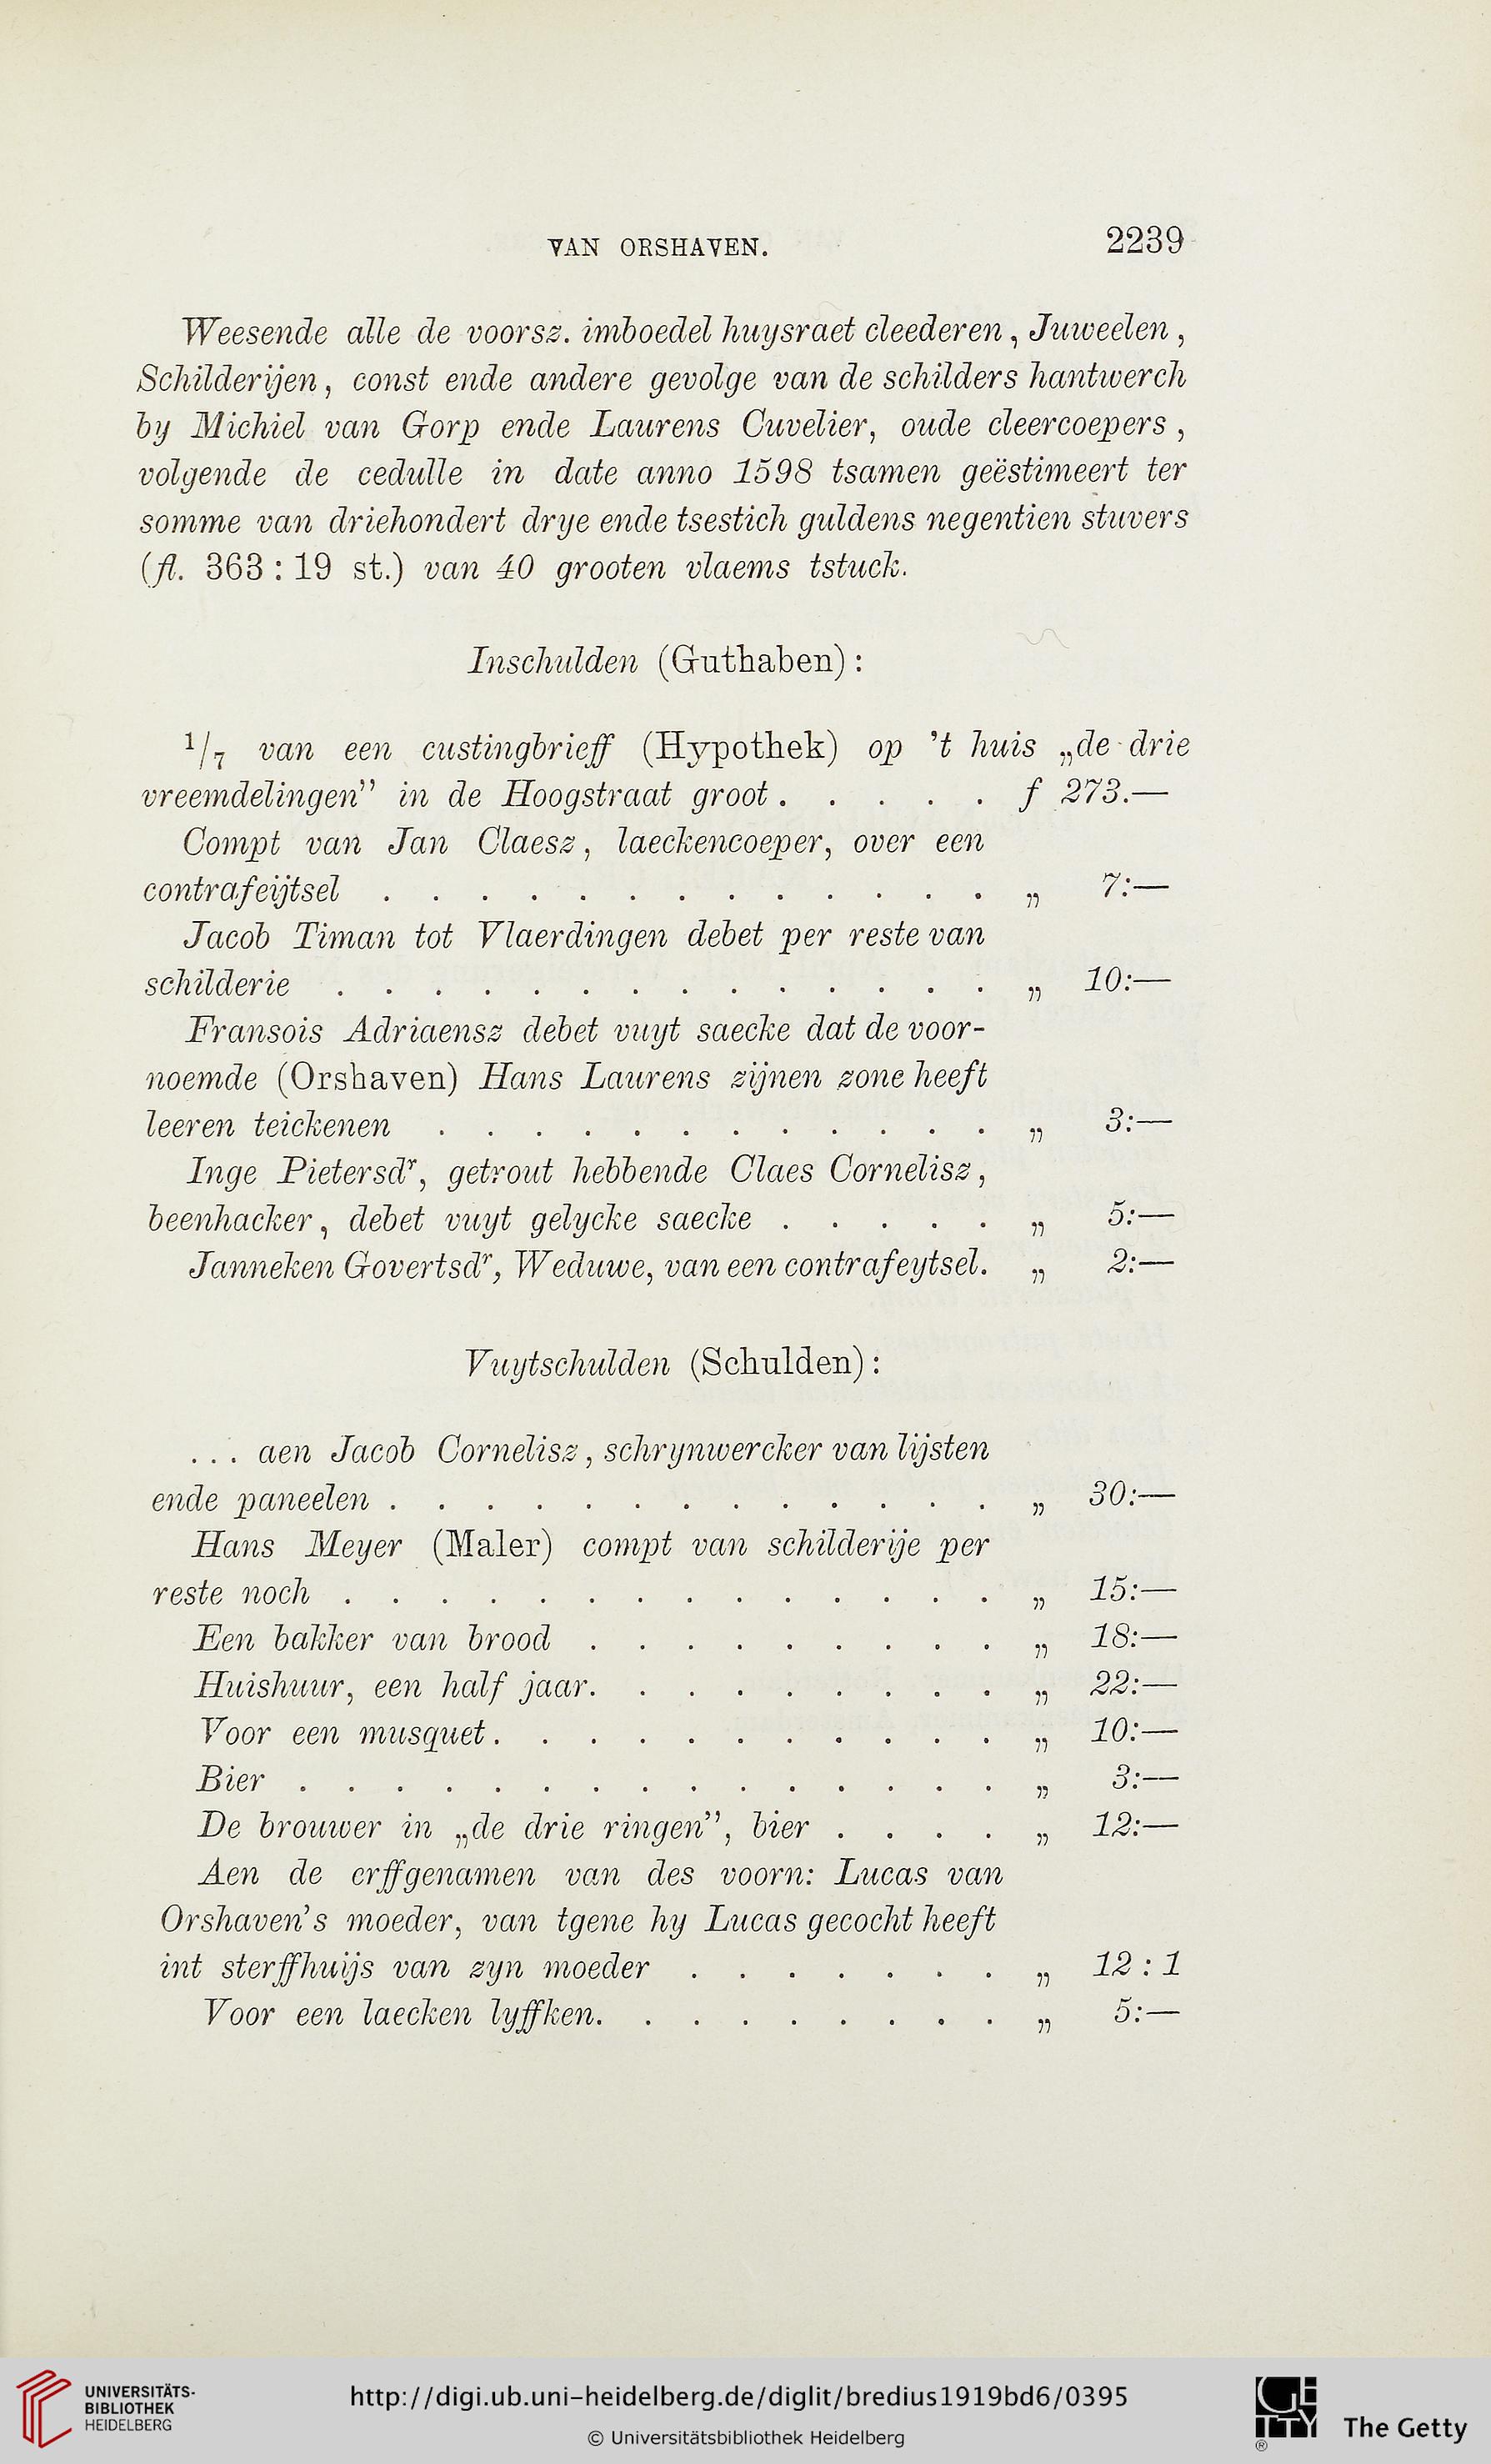 VAN ORSHAVEN. 2239
Weesende alle de voorsz. imboedel huysraet cleederen, Juweelen,
Schilderijen, const ende andere gevolge van de schilders hantwerch
by Michiel van Gorp ende Laurens Cuvelier, oude cleercoepers,
volgende de cedulle in date anno 1598 tsamen geëstimeert ter
somme van driehondert drye ende tsestich guldens negentien stuvers
(fl. 363 : 19 st.) van 40 grooten vlaems tstuck.
Inschulden (Guthaben):
1/7 van een custingbrieff (Hypothek) op 't huis „de drie
vreemdelingen” in de Hoogstraat groot . . . . . f 273.—
Compt van Jan Claesz, laeckencoeper, over een
contrafeijtsel . . . . . . . . . . . . . „ 7:—
Jacob Timan tot Vlaerdingen debet per reste van
schilderie . . . . . . . . . . . . . . „ 10:—
Fransois Adriaensz debet vuyt saecke dat de voor-
noemde (Orshaven) Hans Laurens zijnen zone heeft
leeren teickenen . . . . . . . . . . . . „ 3:—
Inge Pietersdr, getrout hebbende Claes Cornelisz,
beenhacker, debet vuyt gelycke saecke . . . . . „ 5:—
Janneken Govertsdr, Weduwe, van een contrafeytsel. „ 2:—
Vuytschulden (Schulden):
... aen Jacob Cornelisz, schrynwercker van lijsten
ende paneelen . . . . . . . . . . . . . „ 30:—
Hans Meyer (Maler) compt van schilderije per
reste noch . . . . . . . . . . . . . . „ 15:—
Een bakker van brood . . . . . . . . . „ 18:—
Huishuur, een half jaar. . . . . . . . . „ 22:—
Voor een musquet . . . . . . . . . . . „ 10:—
Bier . . . . . . . . . . . . . . . „ 3:—
De brouwer in „de drie ringen”, bier . . . . „ 12:—
Aen de erffgenamen van des voorn: Lucas van
Orshaven's moeder, van tgene hy Lucas gecocht heeft
int sterffhuijs van zyn moeder . . . . . . . „ 12 : 1
Voor een laecken lyffken. . . . . . . . . „ 5:—
UNIVERSITÄTS-
BIBLIOTHEK
HEIDELBERG
http://digi.ub.uni-heidelberg.de/diglit/bredius1919bd6/0395
© Universitätsbibliothek Heidelberg
GETTY
®
The Getty